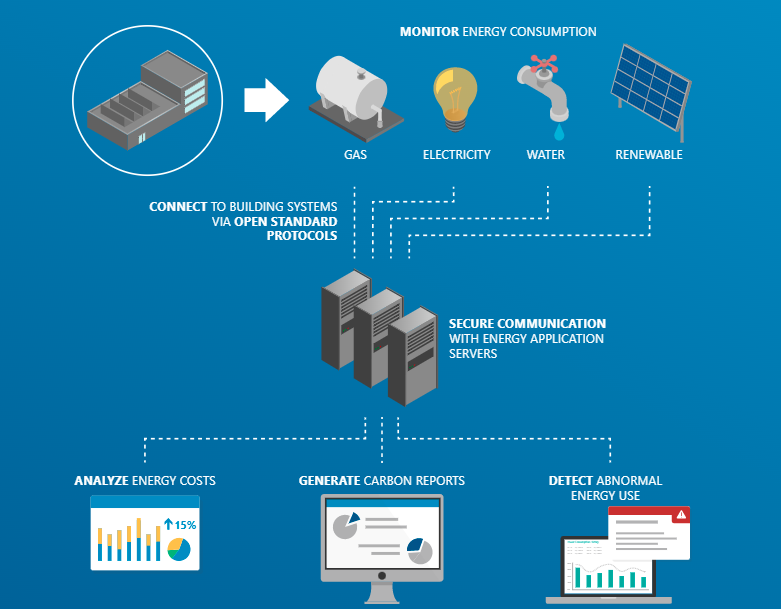 MONITOR ENERGY CONSUMPTION
GAS
ELECTRICITY
WATER
RENEWABLE
CONNECT TO BUILDING SYSTEMS
VIA OPEN STANDARD
PROTOCOLS
SECURE COMMUNICATION
WITH ENERGY APPLICATION
SERVERS
ANALYZE ENERGY COSTS
GENERATE CARBON REPORTS
DETECT ABNORMAL
ENERGY USE
15%